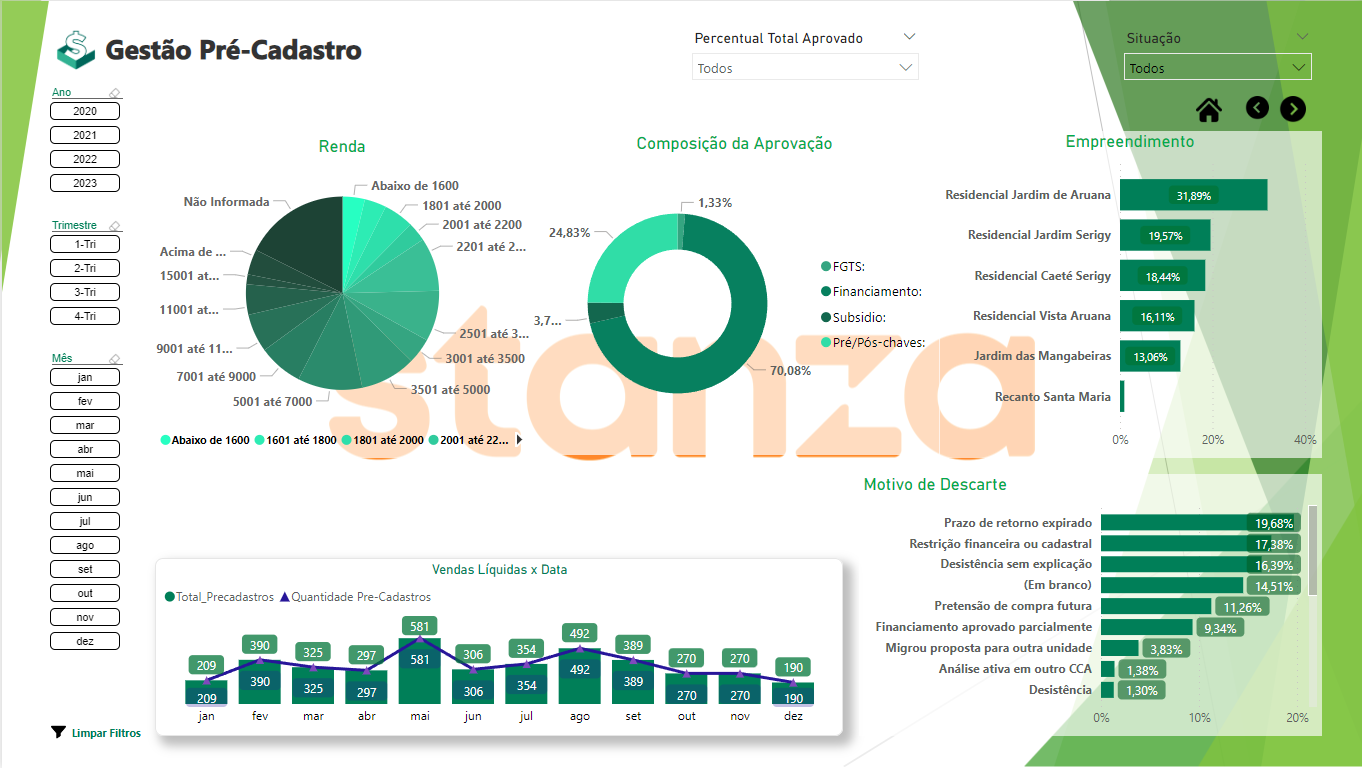 Gestão Pré-Cadastro
Percentual Total Aprovado
Todos
Situação
Todos
Ano
2020
2021
2022
2023
Trimestre
1-Tri
2-Tri
3-Tri
4-Tri
Mês
jan
fev
mar
abr
mai
jun
jul
ago
set
out
nov
dez
Limpar Filtros
Renda
Abaixo de 1600
1801 até 2000
2001 até 2200
2201 até 2...
2501 até 3...
3001 até 3500
3501 até 5000
5001 até 7000
7001 até 9000
9001 até 11...
11001 at...
15001 at...
Acima de ...
Não Informada
Abaixo de 1600 1601 até 1800 1801 até 2000 2001 até 22...
Composição da Aprovação
1,33%
24,83%
3,7...
70,08%
FGTS:
Financiamento:
Subsidio:
Pré/Pós-chaves:
stanza
Empreendimento
Residencial Jardim de Aruana 31,89%
Residencial Jardim Serigy 19,57%
Residencial Caeté Serigy 18,44%
Residencial Vista Aruana 16,11%
Jardim das Mangabeiras 13,06%
Recanto Santa Maria
0% 20% 40%
Motivo de Descarte
Prazo de retorno expirado 19,68%
Restrição financeira ou cadastral 17,38%
Desistência sem explicação 16,39%
(Em branco) 14,51%
Pretensão de compra futura 11,26%
Financiamento aprovado parcialmente 9,34%
Migrou proposta para outra unidade 3,83%
Análise ativa em outro CCA 1,38%
Desistência 1,30%
0% 10% 20%
Vendas Líquidas x Data
Total_Precadastros Quantidade Pre-Cadastros
209 390 325 297 581 306 354 492 389 270 270 190
209 390 325 297 581 306 354 492 389 270 270 190
jan fev mar abr mai jun jul ago set out nov dez